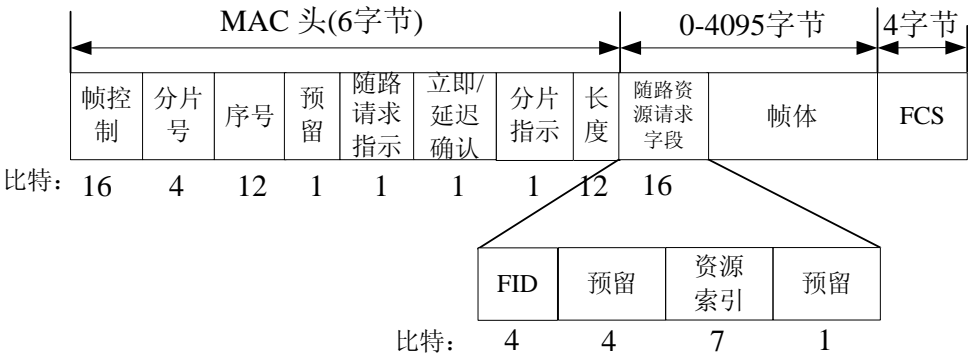 MAC 头(6字节)
0-4095字节
4字节
帧控制
分片号
序号
预留
随路请求指示
立即/延迟确认
分片指示
长度
随路资源请求字段
帧体
FCS
比特：
16
4
12
1
1
1
1
12
16
FID
预留
资源索引
预留
比特：
4
4
7
1